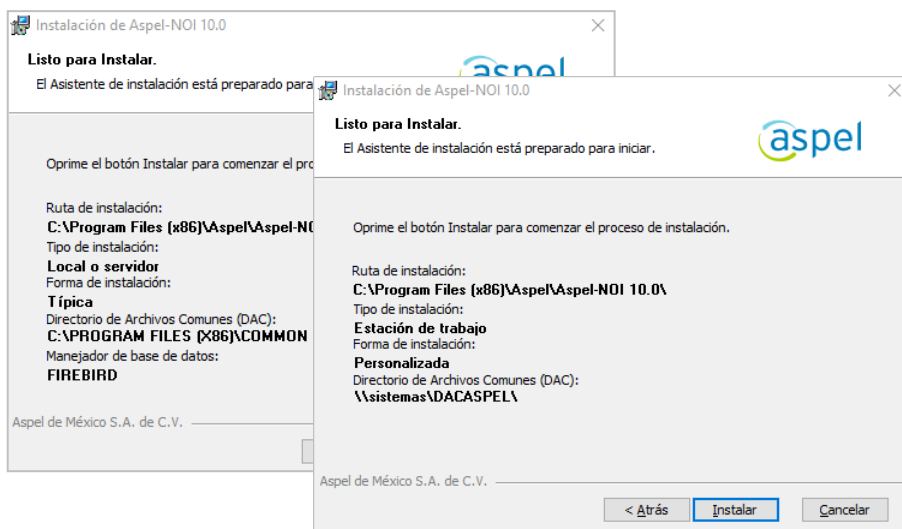 Instalación de Aspel-NOI 10.0
Listo para Instalar.
El Asistente de instalación está preparado para
aspel
Oprime el botón Instalar para comenzar el
Ruta de instalación:
C:\Program Files (x86)\Aspel\Aspel-NO
Tipo de instalación:
Local o servidor
Forma de instalación:
Típica
Directorio de Archivos Comunes (DAC):
C:\PROGRAM FILES (X86)\COMMON
Manejador de base de datos:
FIREBIRD
Aspel de México S.A. de C.V.
Instalación de Aspel-NOI 10.0
Listo para Instalar.
El Asistente de instalación está preparado para iniciar.
aspel
Oprime el botón Instalar para comenzar el proceso de instalación.
Ruta de instalación:
C:\Program Files (x86)\Aspel\Aspel-NOI 10.0\
Tipo de instalación:
Estación de trabajo
Forma de instalación:
Personalizada
Directorio de Archivos Comunes (DAC):
\\sistemas\DACASPEL\
Aspel de México S.A. de C.V.
< Atrás Instalar Cancelar